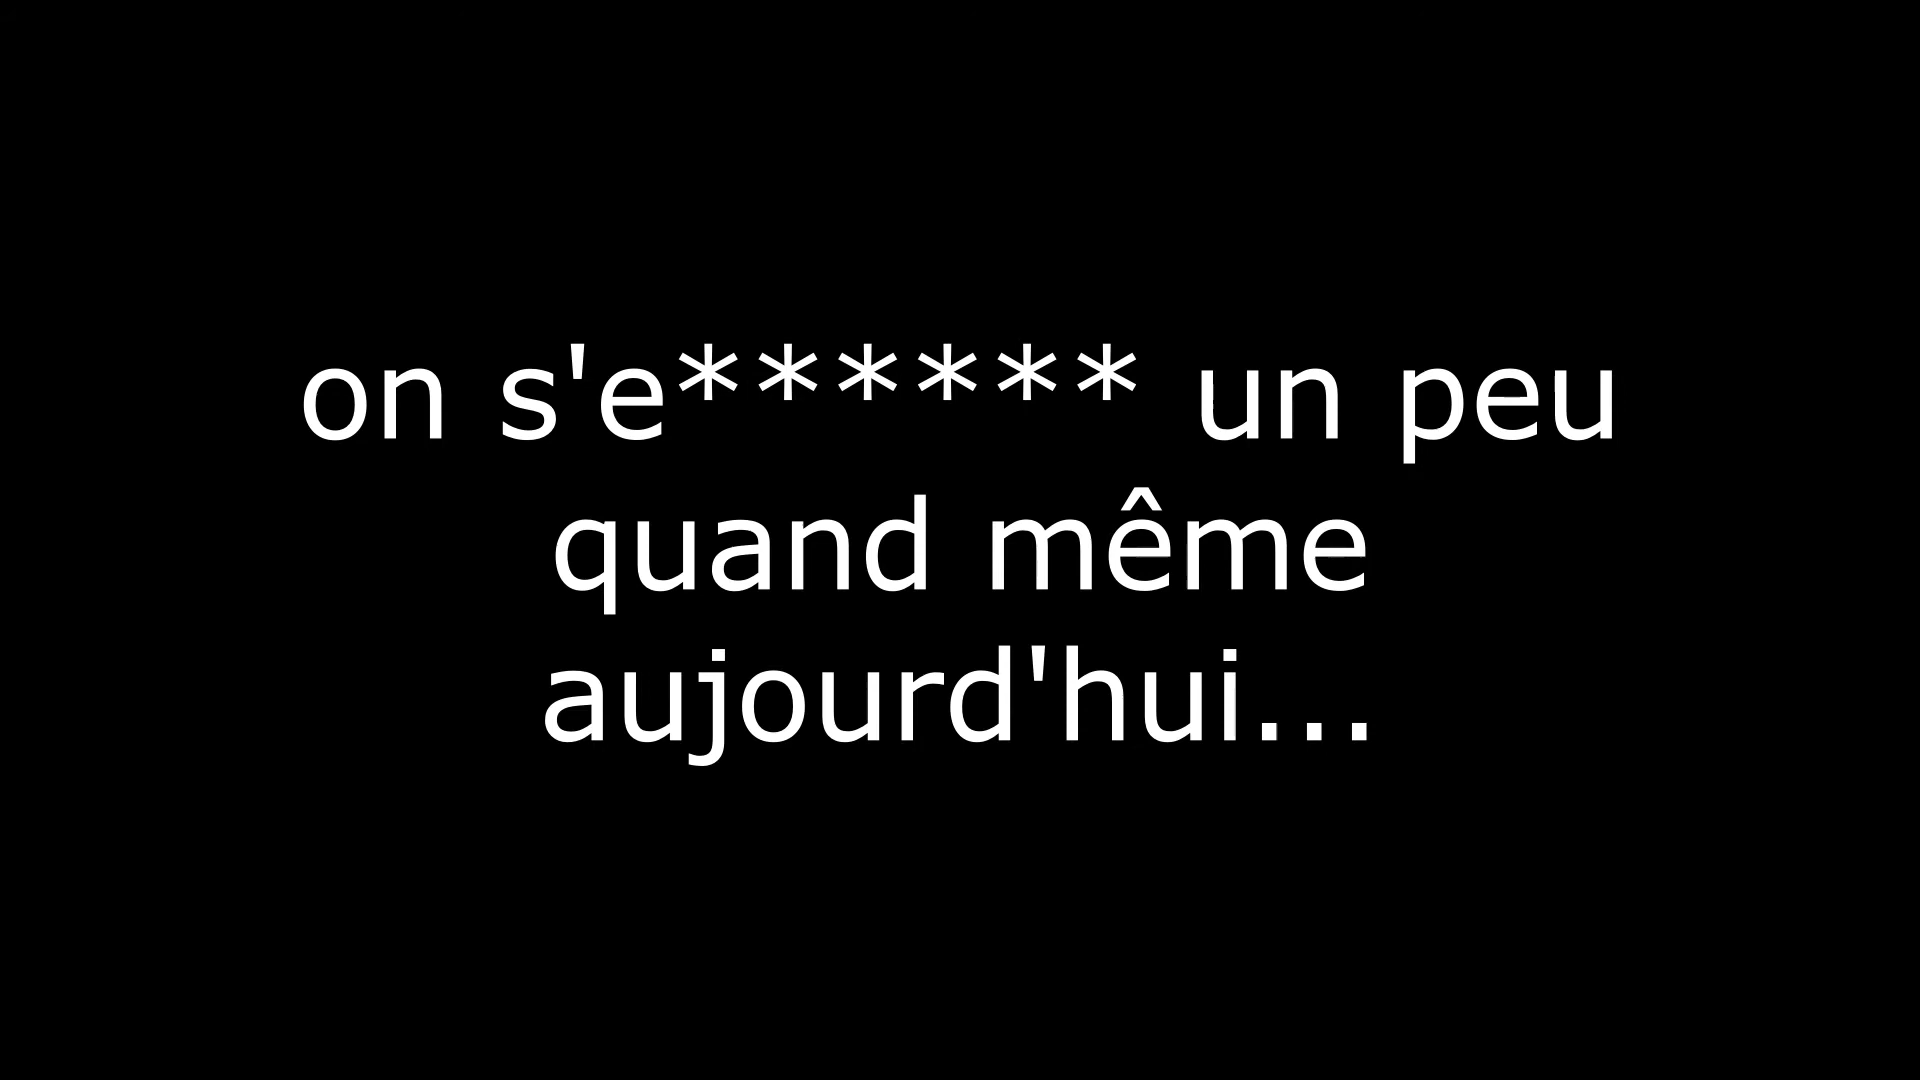 on s'e****** un peu
quand même
aujourd'hui...